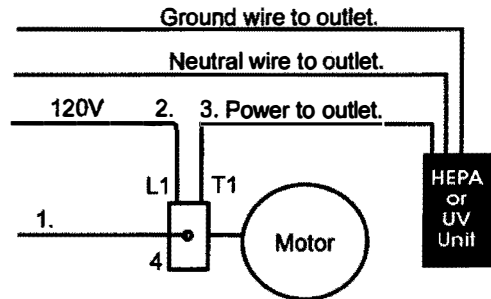 Ground wire to outlet.
Neutral wire to outlet.
120V 2. 3. Power to outlet.
L1 T1
HEPA
or
UV
Unit
1.
4
Motor